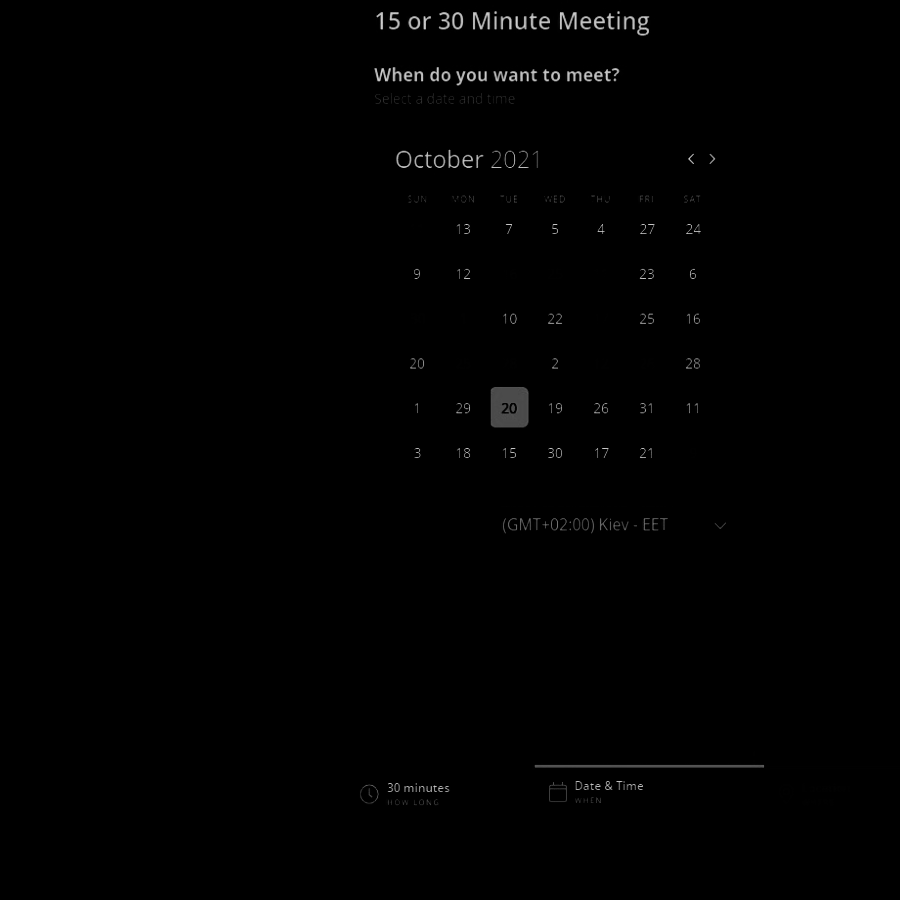 15 or 30 Minute Meeting
When do you want to meet?
Select a date and time
October 2021
SUN MON TUE WED THU FRI SAT
13 7 5 4 27 24
9 12 23 6
10 22 25 16
20 2 28
1 29 20 19 26 31 11
3 18 15 30 17 21
(GMT+02:00) Kiev - EET
30 minutes
HOW LONG
Date & Time
WHEN